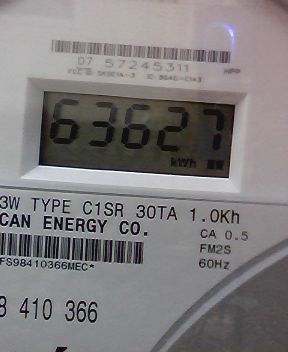 07 57245311
63627
kWh
3W TYPE C1SR 30TA 1.0Kh
CAN ENERGY CO.
CA 0.5
FM2S
60Hz
FS98410366MEC*
8 410 366